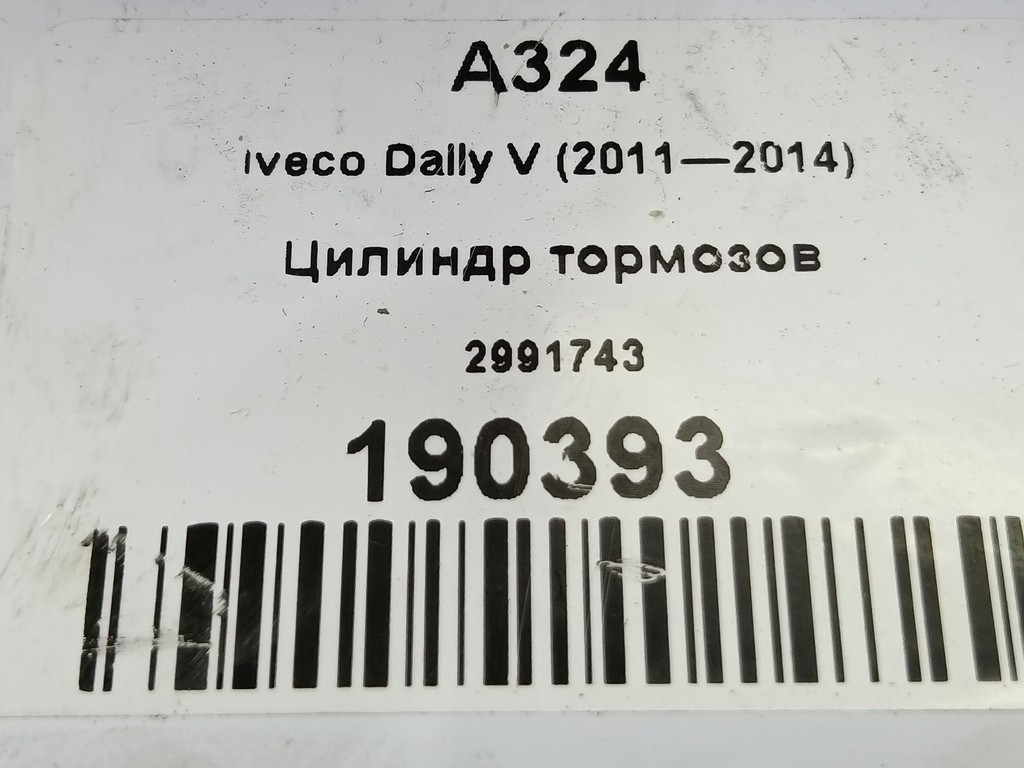 A324
Iveco Daily V (2011—2014)
Цилиндр тормозов
2991743
190393